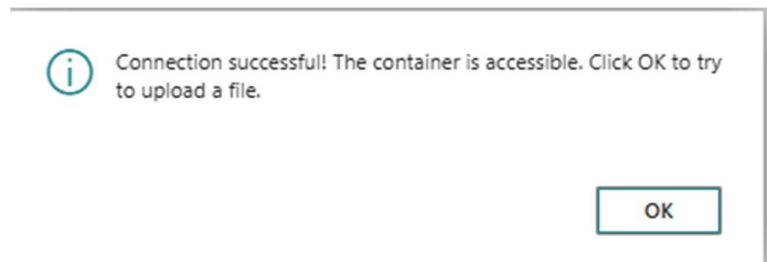 Connection successful! The container is accessible. Click OK to try
to upload a file.
OK